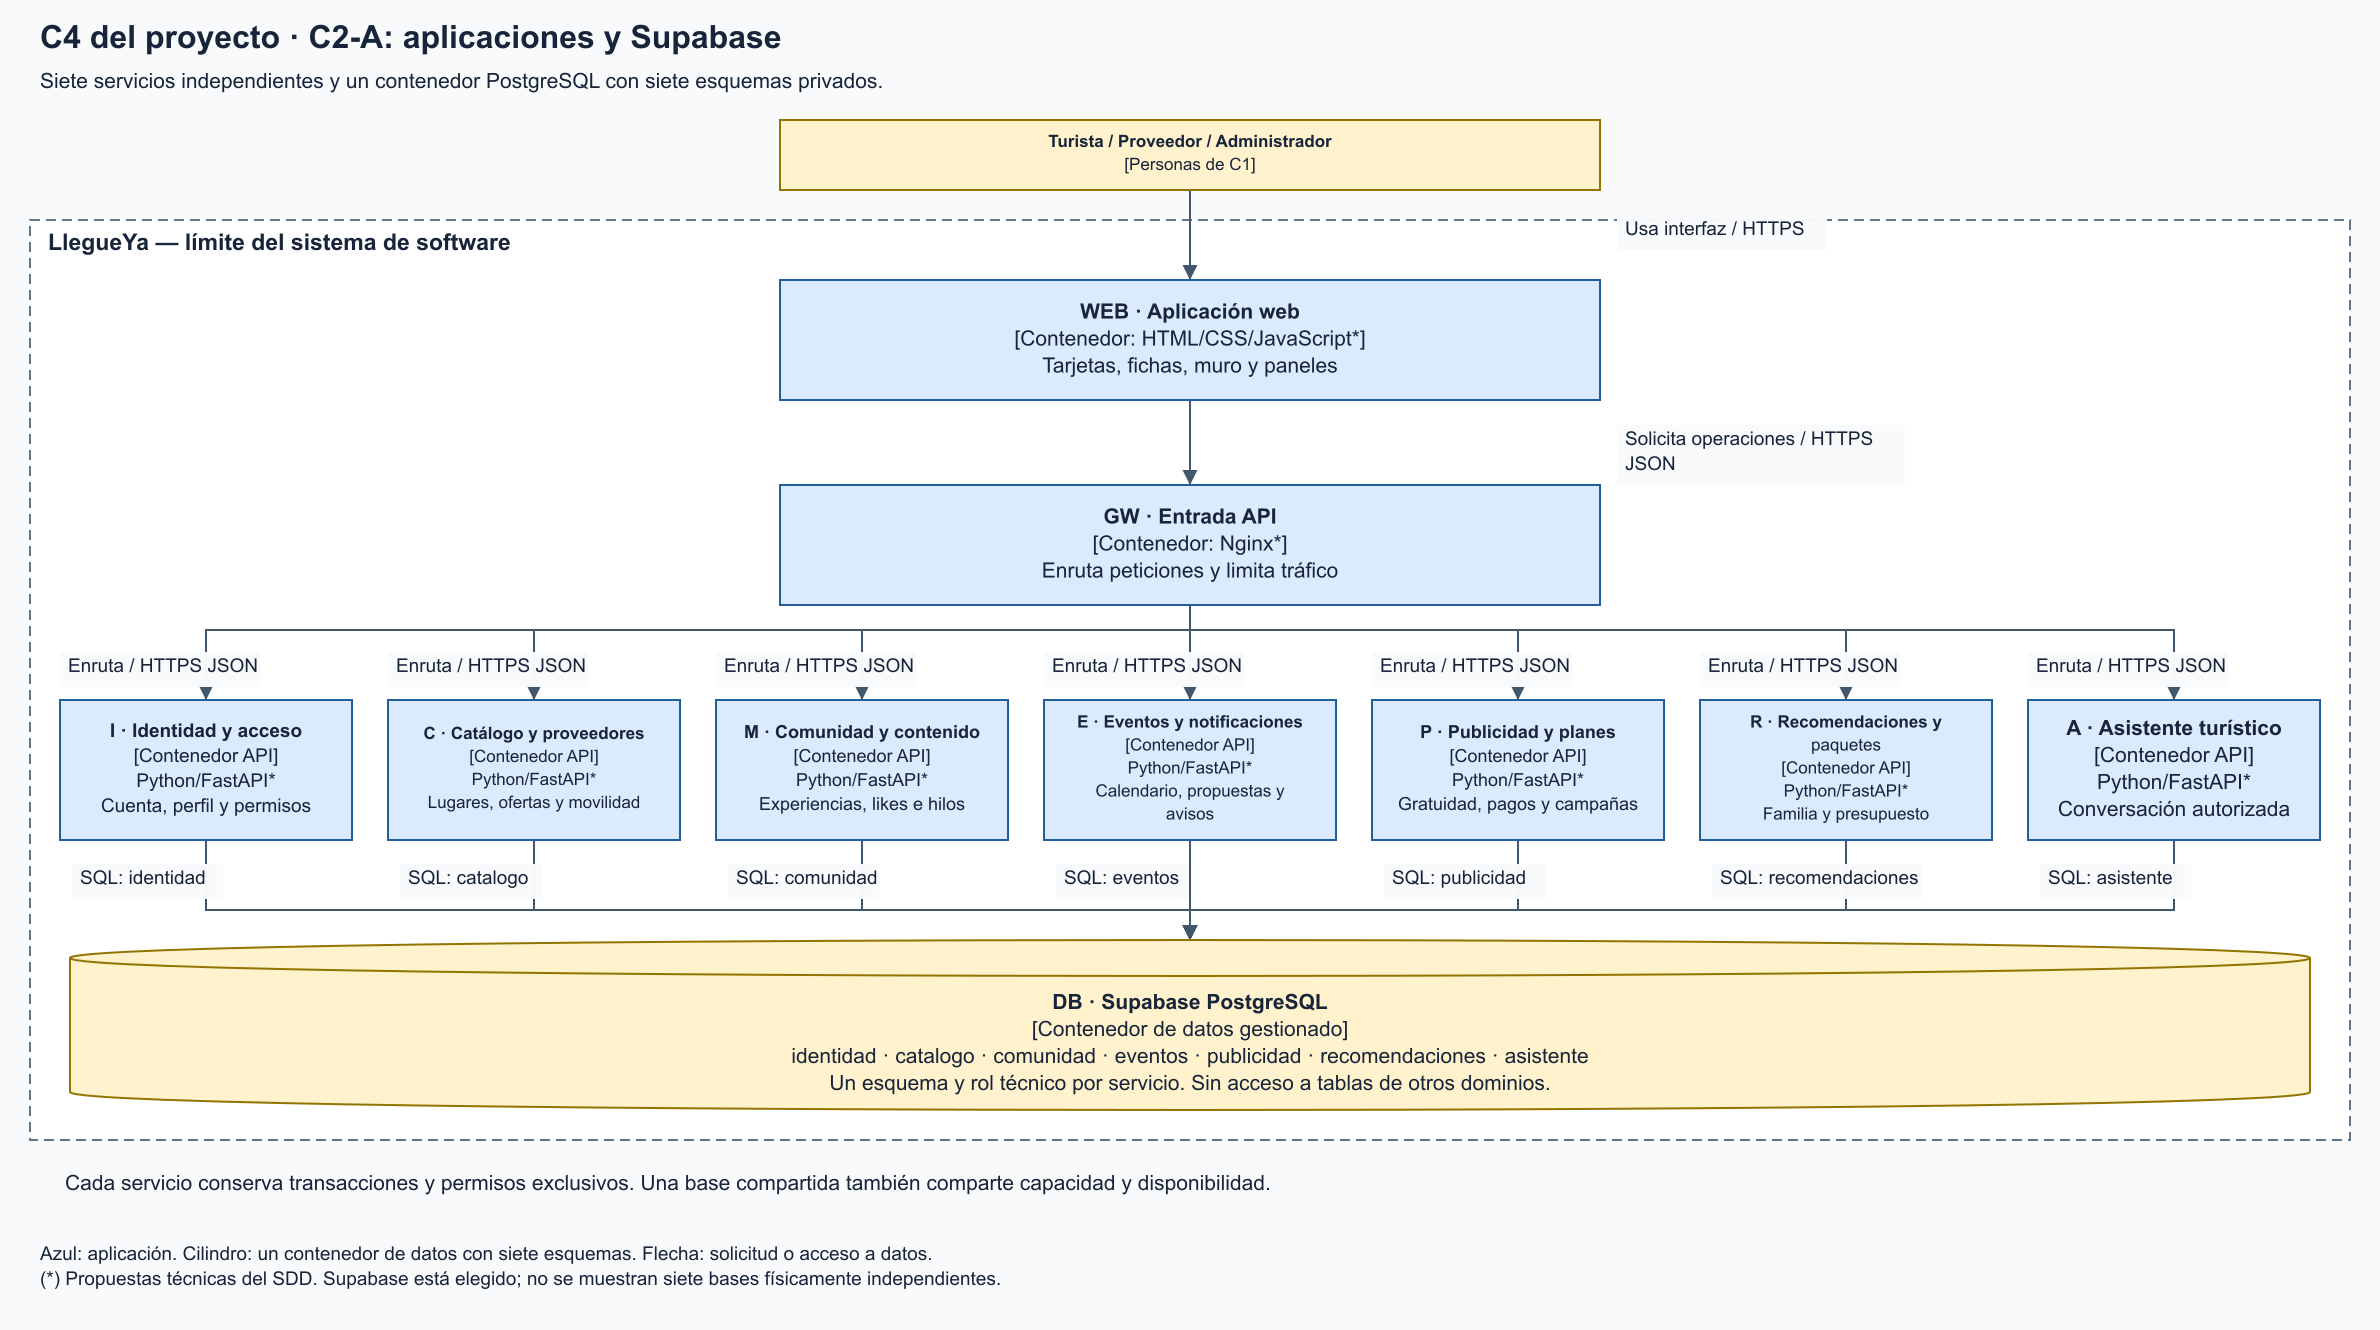 C4 del proyecto · C2-A: aplicaciones y Supabase
Siete servicios independientes y un contenedor PostgreSQL con siete esquemas privados.
Turista / Proveedor / Administrador
[Personas de C1]
Usa interfaz / HTTPS
LlegueYa — límite del sistema de software
WEB · Aplicación web
[Contenedor: HTML/CSS/JavaScript*]
Tarjetas, fichas, muro y paneles
Solicita operaciones / HTTPS
JSON
GW · Entrada API
[Contenedor: Nginx*]
Enruta peticiones y limita tráfico
Enruta / HTTPS JSON
Enruta / HTTPS JSON
Enruta / HTTPS JSON
Enruta / HTTPS JSON
Enruta / HTTPS JSON
Enruta / HTTPS JSON
Enruta / HTTPS JSON
I · Identidad y acceso
[Contenedor API]
Python/FastAPI*
Cuenta, perfil y permisos
C · Catálogo y proveedores
[Contenedor API]
Python/FastAPI*
Lugares, ofertas y movilidad
M · Comunidad y contenido
[Contenedor API]
Python/FastAPI*
Experiencias, likes e hilos
E · Eventos y notificaciones
[Contenedor API]
Python/FastAPI*
Calendario, propuestas y
avisos
P · Publicidad y planes
[Contenedor API]
Python/FastAPI*
Gratuidad, pagos y campañas
R · Recomendaciones y
paquetes
[Contenedor API]
Python/FastAPI*
Familia y presupuesto
A · Asistente turístico
[Contenedor API]
Python/FastAPI*
Conversación autorizada
SQL: identidad
SQL: catalogo
SQL: comunidad
SQL: eventos
SQL: publicidad
SQL: recomendaciones
SQL: asistente
DB · Supabase PostgreSQL
[Contenedor de datos gestionado]
identidad · catalogo · comunidad · eventos · publicidad · recomendaciones · asistente
Un esquema y rol técnico por servicio. Sin acceso a tablas de otros dominios.
Cada servicio conserva transacciones y permisos exclusivos. Una base compartida también comparte capacidad y disponibilidad.
Azul: aplicación. Cilindro: un contenedor de datos con siete esquemas. Flecha: solicitud o acceso a datos.
(*) Propuestas técnicas del SDD. Supabase está elegido; no se muestran siete bases físicamente independientes.